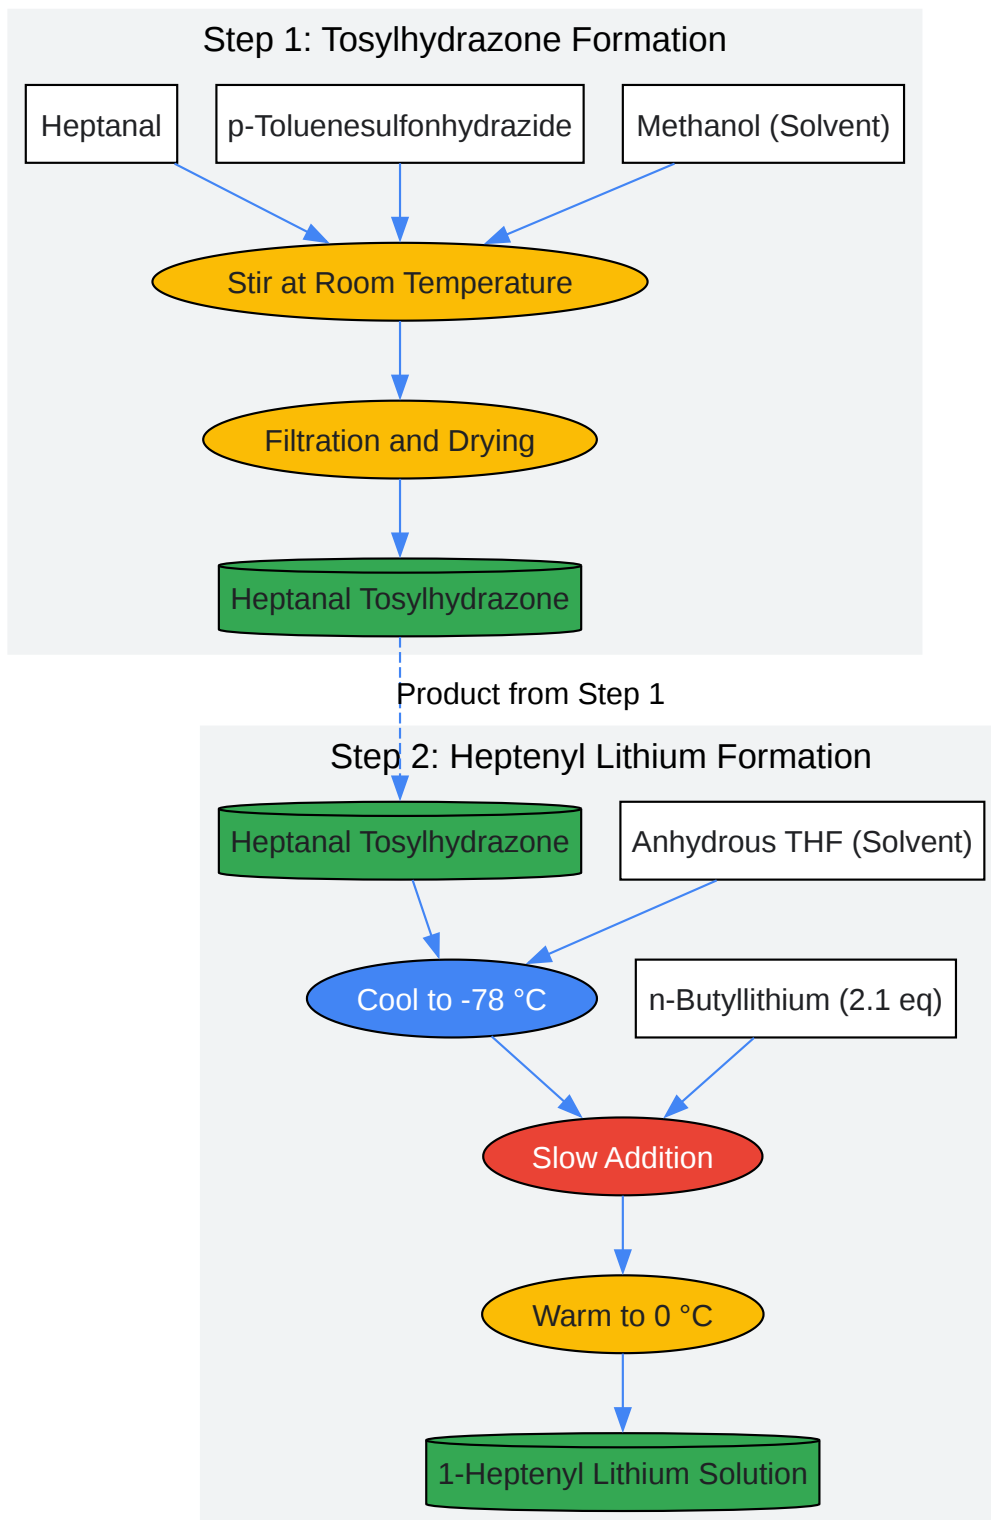 Step 1: Tosylhydrazone Formation
Heptanal
p-Toluenesulfonhydrazide
Methanol (Solvent)
Stir at Room Temperature
Filtration and Drying
Heptanal Tosylhydrazone
Product from Step 1
Step 2: Heptenyl Lithium Formation
Heptanal Tosylhydrazone
Anhydrous THF (Solvent)
Cool to -78 °C
n-Butyllithium (2.1 eq)
Slow Addition
Warm to 0 °C
1-Heptenyl Lithium Solution